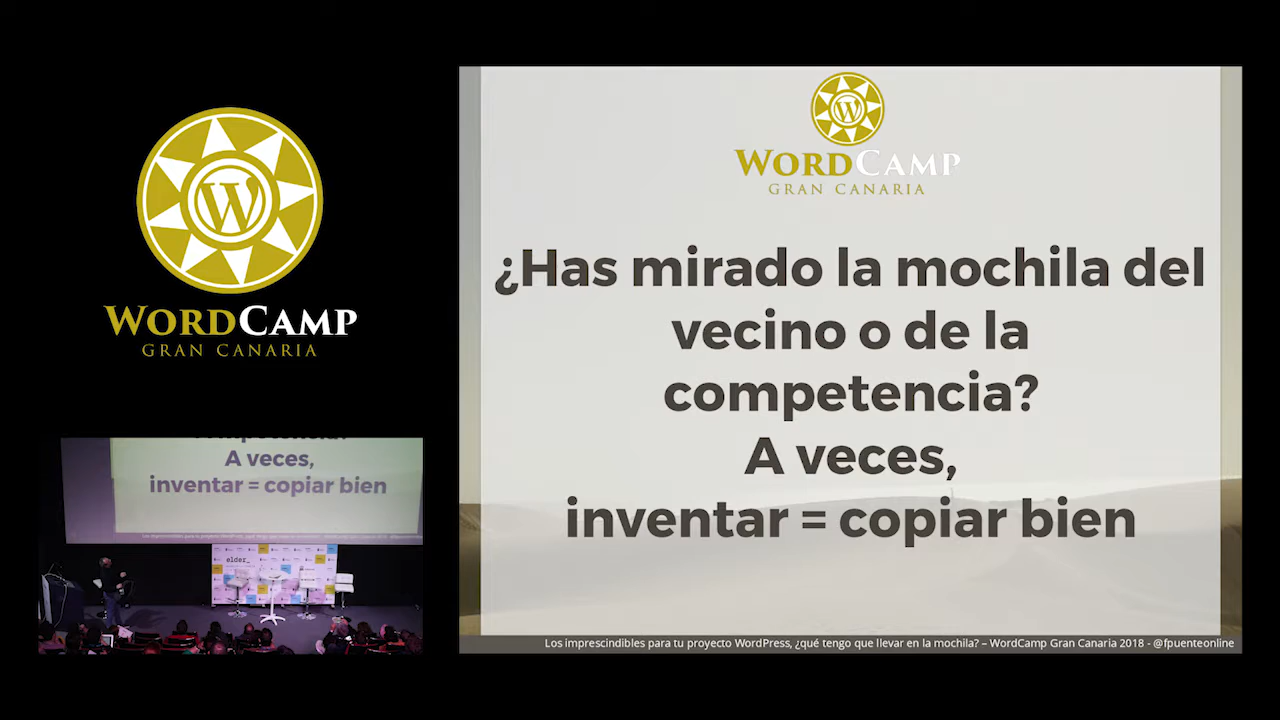 WORDCAMP
GRAN CANARIA
WORDCAMP
GRAN CANARIA
¿Has mirado la mochila del
vecino o de la
competencia?
A veces,
inventar = copiar bien
Los imprescindibles para tu proyecto WordPress, ¿qué tengo que llevar en la mochila? – WordCamp Gran Canaria 2018 - @fpuenteonline
A veces,
inventar = copiar bien
elder_